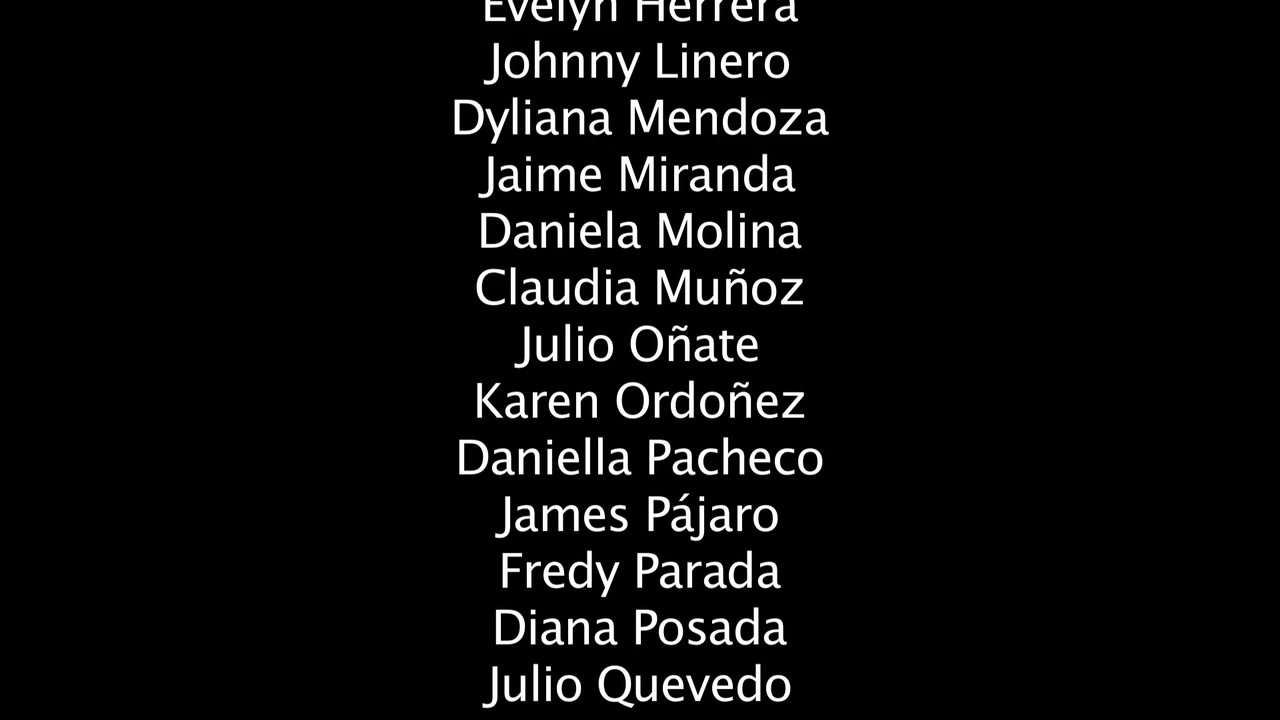 Evelyn Herrera
Johnny Linero
Dyliana Mendoza
Jaime Miranda
Daniela Molina
Claudia Muñoz
Julio Oñate
Karen Ordoñez
Daniella Pacheco
James Pájaro
Fredy Parada
Diana Posada
Julio Quevedo